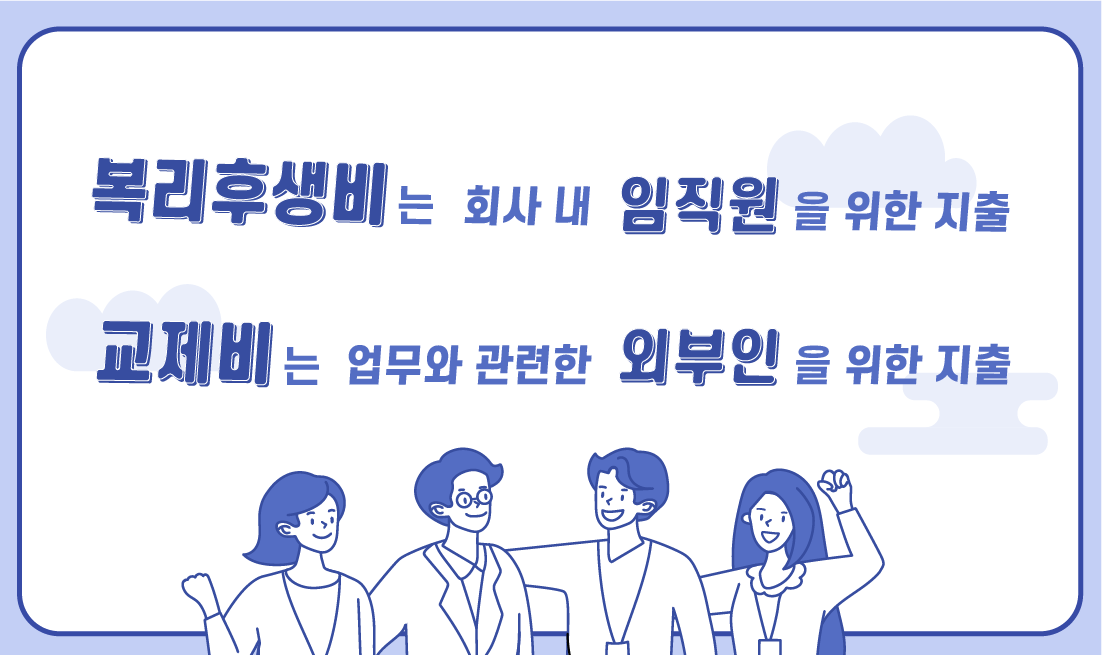 복리후생비는 회사 내 임직원을 위한 지출
교제비는 업무와 관련한 외부인을 위한 지출